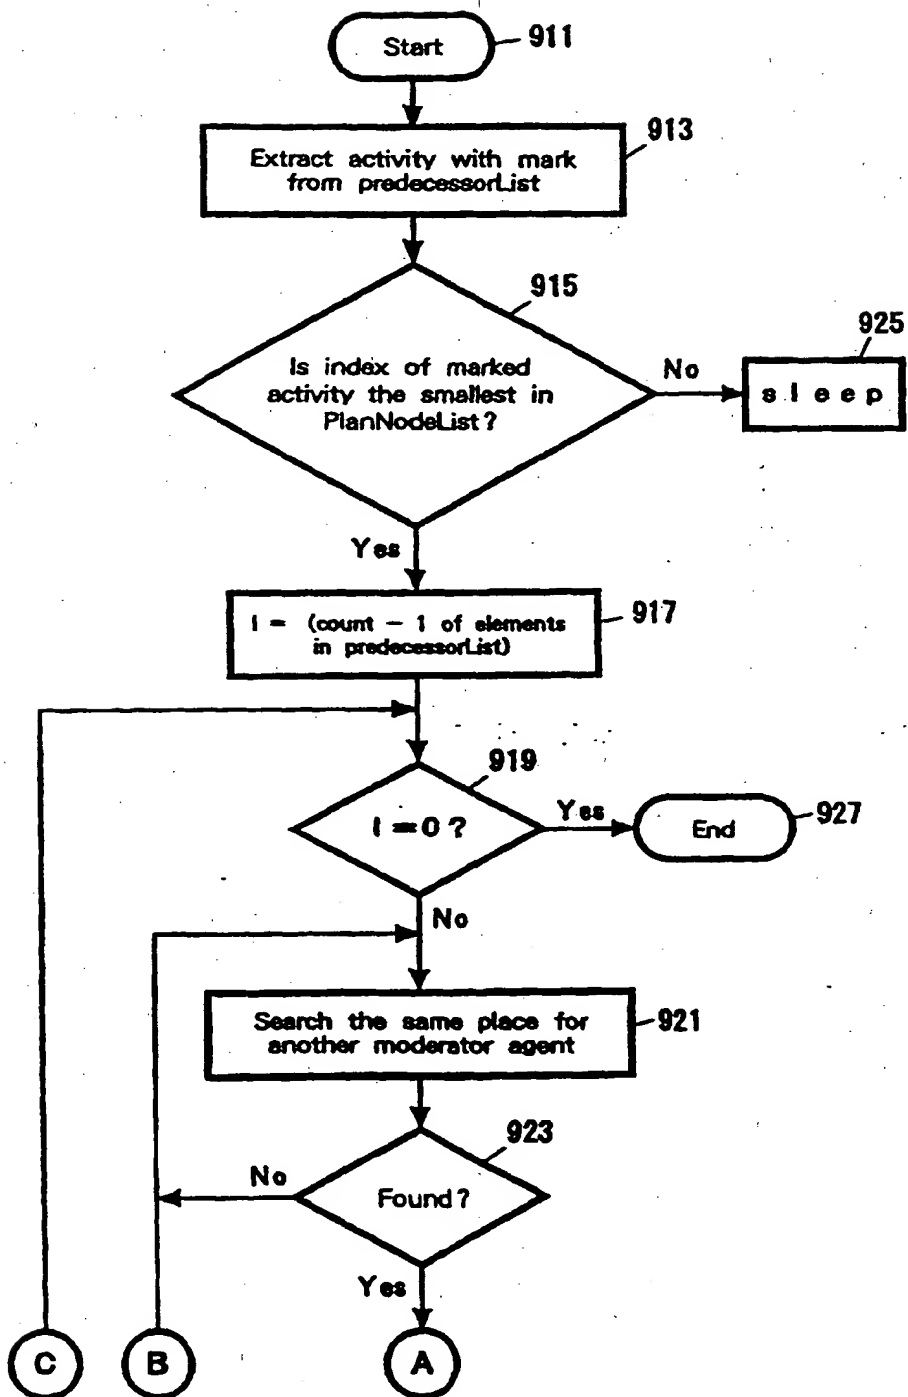 Start
911
913
Extract activity with mark
from predecessorList
915
925
Is index of marked
activity the smallest in
PlanNodeList?
No
sleep
Yes
917
I = (count - 1 of elements
in predecessorList)
919
I = 0 ?
Yes
End
927
No
921
Search the same place for
another moderator agent
923
No
Found?
Yes
C
B
A